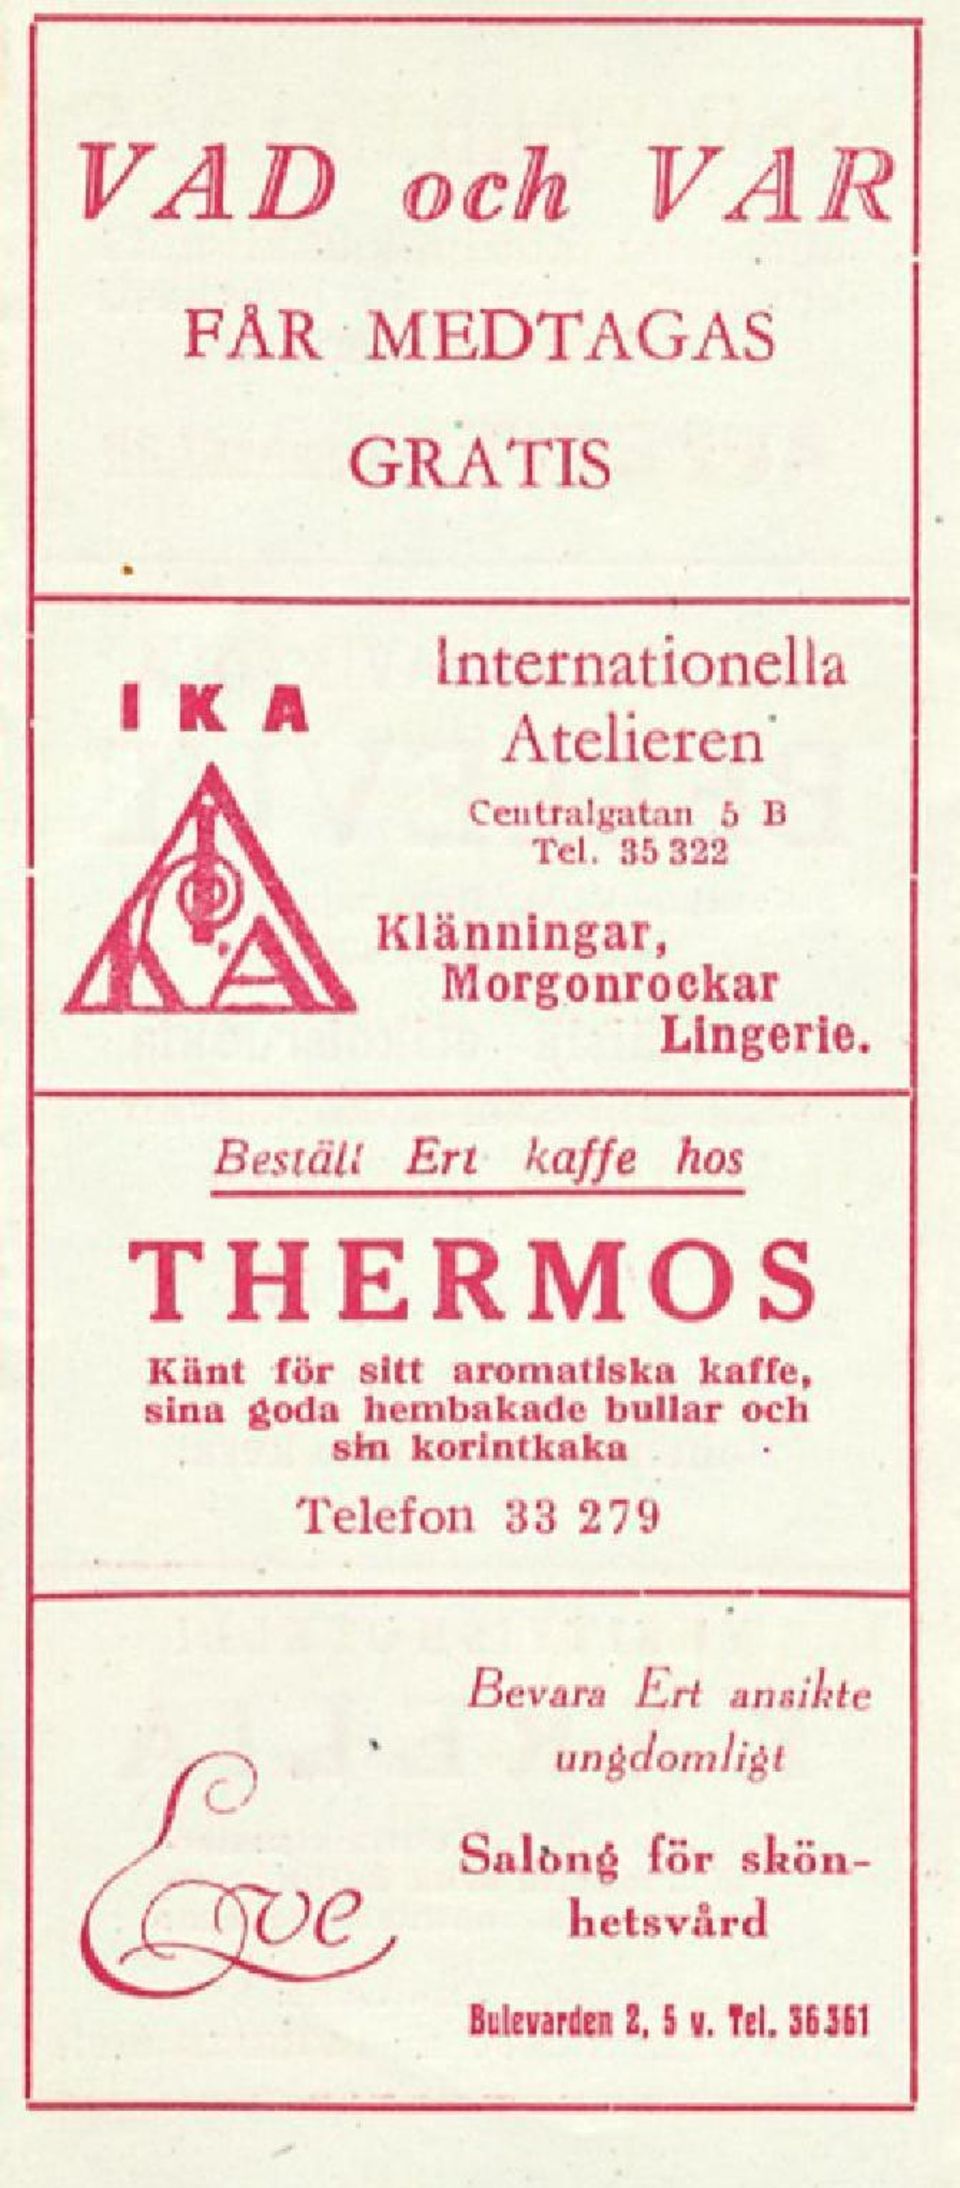 VAD och VAR
FÅR MEDTAGAS
GRATIS
IKA
Internationella
Atelieren
Centralgatan 5 B
Tel. 35 322
Klänningar,
Morgonrockar
Lingerie.
Beställ Ert kaffe hos
THERMOS
Känt för sitt aromatiska kaffe,
sina goda hembakade bullar och
sin korintkaka
Telefon 33 279
Eve
Bevara Ert ansikte
ungdomligt
Salong för skön-
hetsvård
Bulevarden 2, 5 v. Tel. 36361